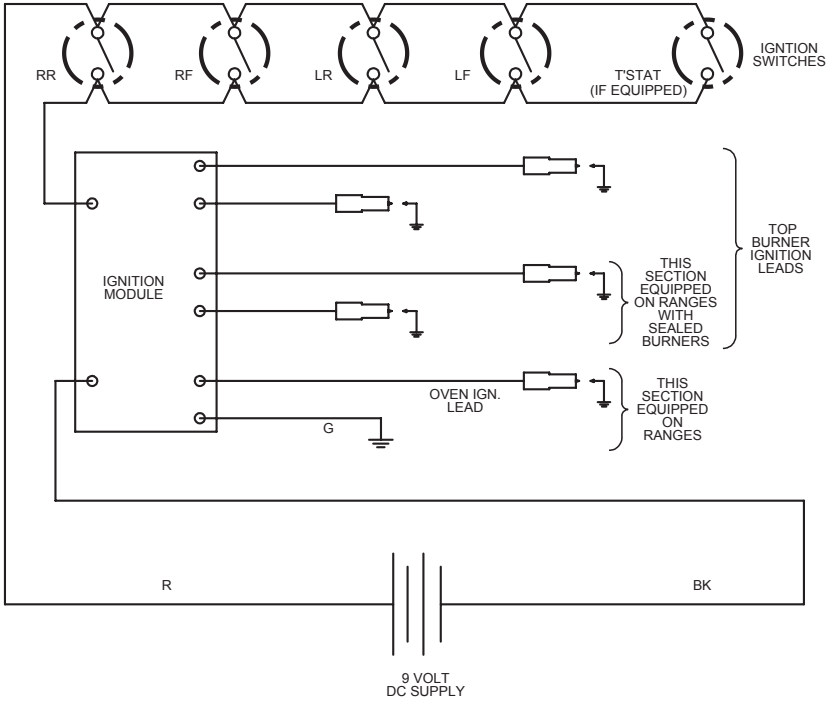 RR
RF
LR
LF
T'STAT
(IF EQUIPPED)
IGNTION
SWITCHES
IGNITION
MODULE
TOP
BURNER
IGNITION
LEADS
THIS
SECTION
EQUIPPED
ON RANGES
WITH
SEALED
BURNERS
OVEN IGN.
LEAD
THIS
SECTION
EQUIPPED
ON
RANGES
G
R
BK
9 VOLT
DC SUPPLY